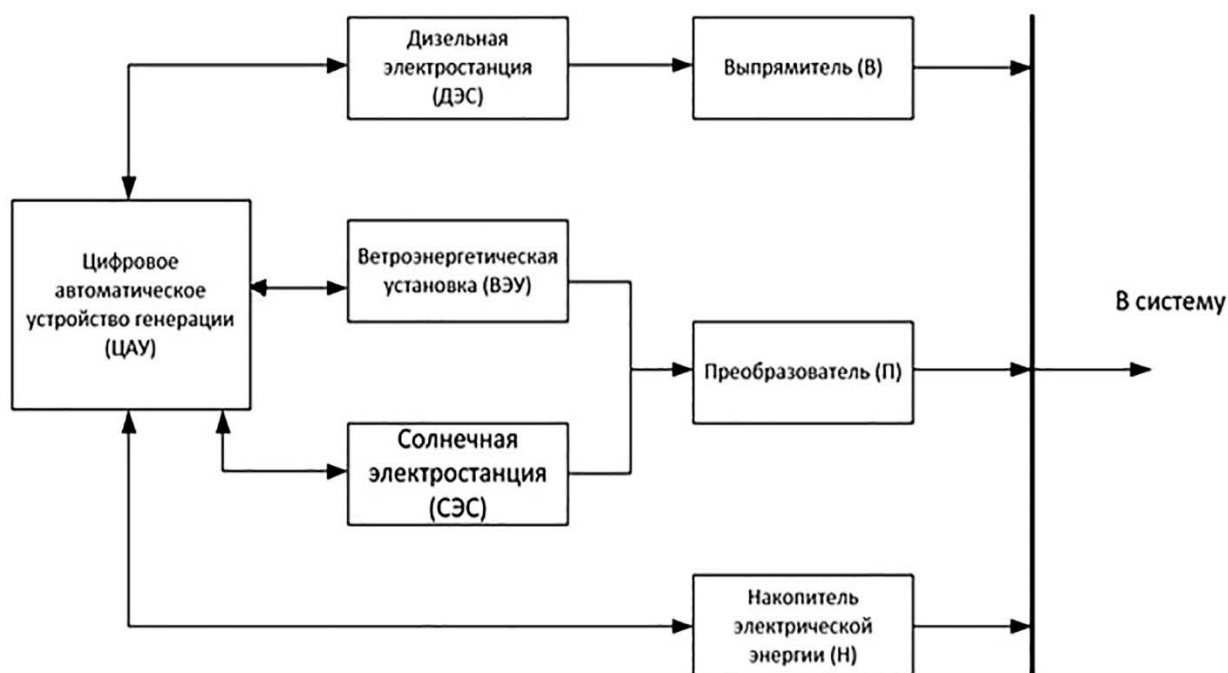 Дизельная
электростанция
(ДЭС)
Выпрямитель (В)
Цифровое
автоматическое
устройство генерации
(ЦАУ)
Ветроэнергетическая
установка (ВЭУ)
В систему
Преобразователь (П)
Солнечная
электростанция
(СЭС)
Накопитель
электрической
энергии (Н)